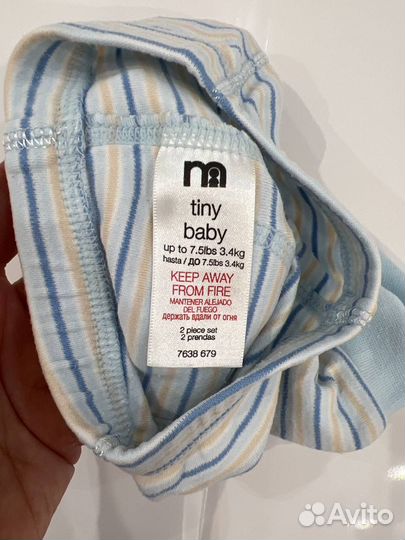 m
tiny
baby
up to 7.5lbs 3.4kg
hasta / ДО 7.5lbs 3.4kg
KEEP AWAY
FROM FIRE
MANTENER ALEJADO
DEL FUEGO
держать вдали от огня
2 piece set
2 prendas
7638 679
Avito